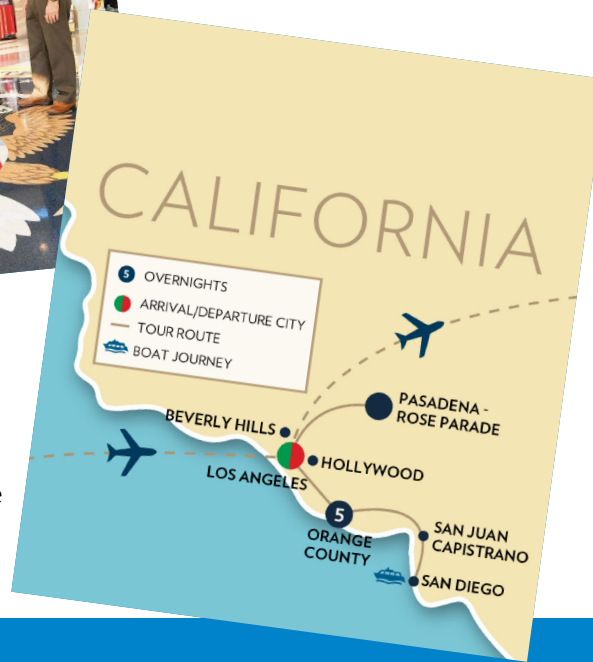 CALIFORNIA
5 OVERNIGHTS
ARRIVAL/DEPARTURE CITY
TOUR ROUTE
BOAT JOURNEY
PASADENA -
ROSE PARADE
BEVERLY HILLS
HOLLYWOOD
LOS ANGELES
5
ORANGE
COUNTY
SAN JUAN
CAPISTRANO
SAN DIEGO
e